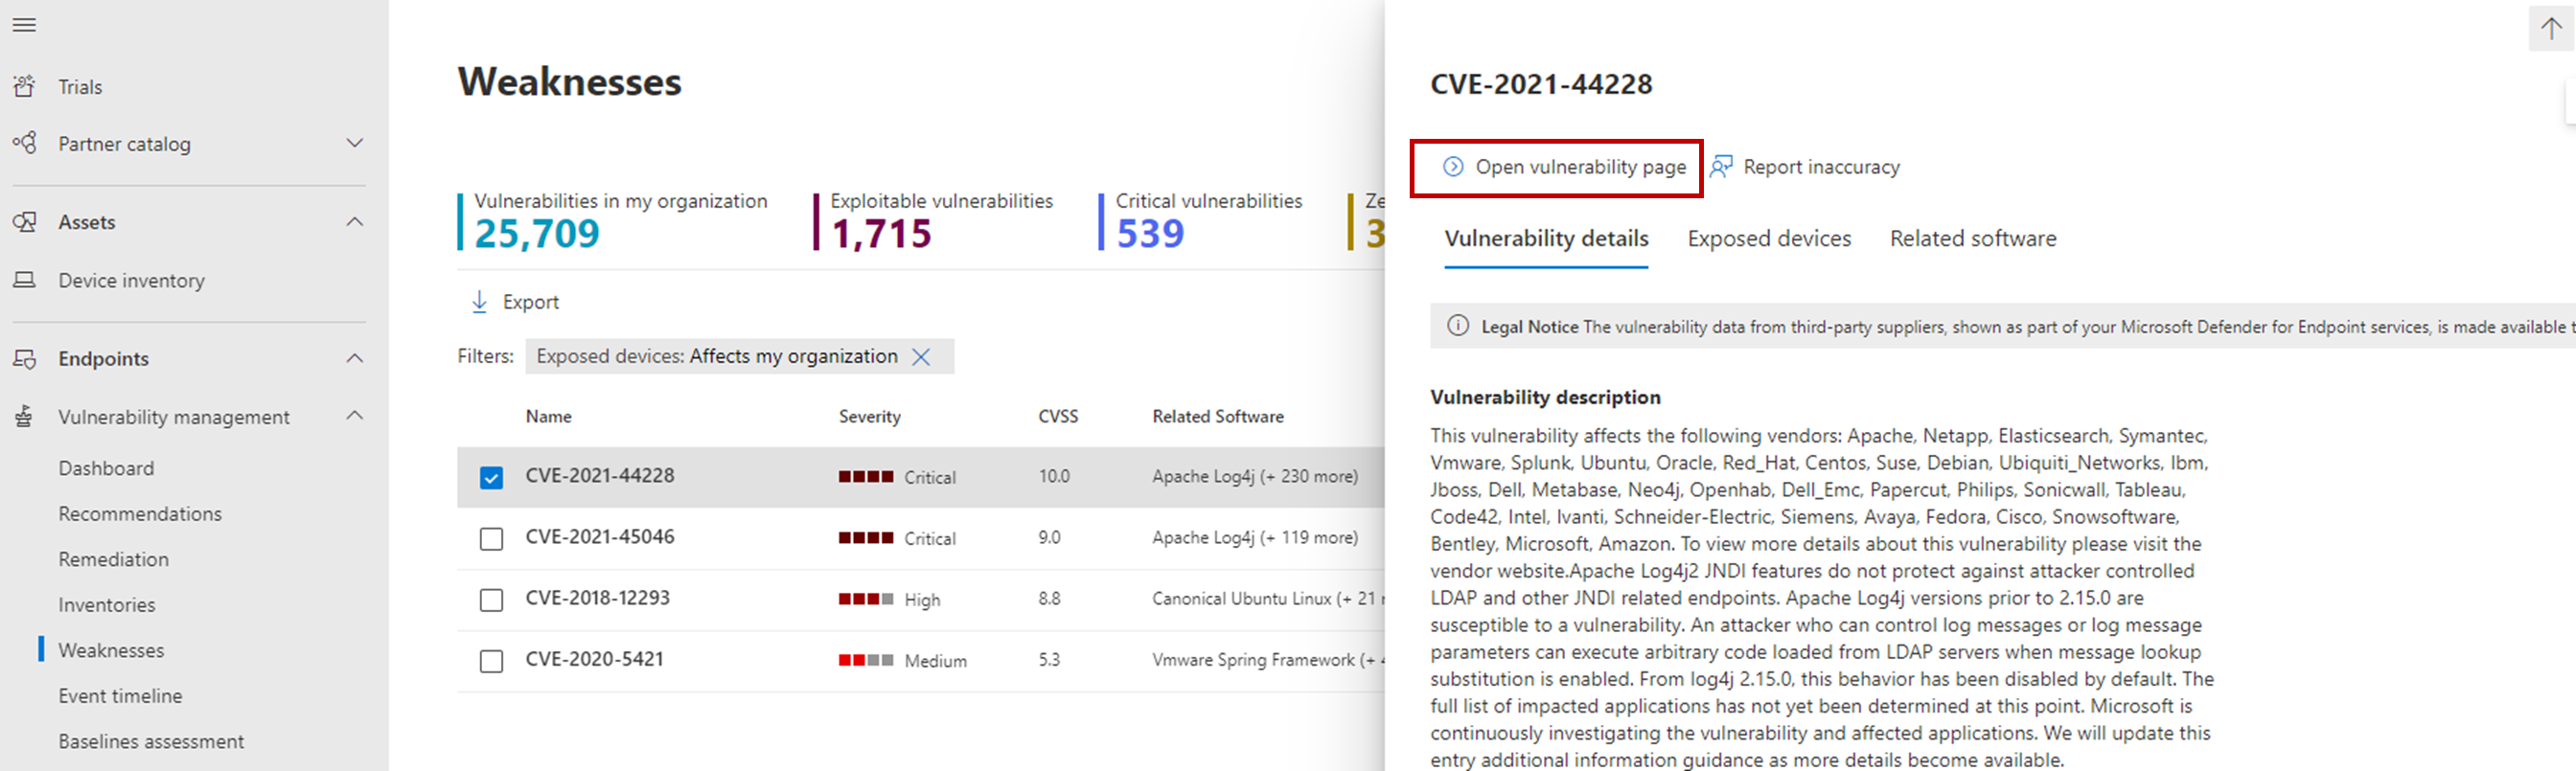 Trials
Partner catalog
Assets
Device inventory
Endpoints
Vulnerability management
Dashboard
Recommendations
Remediation
Inventories
Weaknesses
Event timeline
Baselines assessment
Weaknesses
Vulnerabilities in my organization
25,709
Exploitable vulnerabilities
1,715
Critical vulnerabilities
539
Ze
3
Export
Filters: Exposed devices: Affects my organization
Name Severity CVSS Related Software
CVE-2021-44228 Critical 10.0 Apache Log4j (+ 230 more)
CVE-2021-45046 Critical 9.0 Apache Log4j (+ 119 more)
CVE-2018-12293 High 8.8 Canonical Ubuntu Linux (+ 21
CVE-2020-5421 Medium 5.3 Vmware Spring Framework (+
CVE-2021-44228
Open vulnerability page Report inaccuracy
Vulnerability details Exposed devices Related software
Legal Notice The vulnerability data from third-party suppliers, shown as part of your Microsoft Defender for Endpoint services, is made available t
Vulnerability description
This vulnerability affects the following vendors: Apache, Netapp, Elasticsearch, Symantec,
Vmware, Splunk, Ubuntu, Oracle, Red_Hat, Centos, Suse, Debian, Ubiquiti_Networks, Ibm,
Jboss, Dell, Metabase, Neo4j, Openhab, Dell_Emc, Papercut, Philips, Sonicwall, Tableau,
Code42, Intel, Ivanti, Schneider-Electric, Siemens, Avaya, Fedora, Cisco, Snowsoftware,
Bentley, Microsoft, Amazon. To view more details about this vulnerability please visit the
vendor website.Apache Log4j2 JNDI features do not protect against attacker controlled
LDAP and other JNDI related endpoints. Apache Log4j versions prior to 2.15.0 are
susceptible to a vulnerability. An attacker who can control log messages or log message
parameters can execute arbitrary code loaded from LDAP servers when message lookup
substitution is enabled. From log4j 2.15.0, this behavior has been disabled by default. The
full list of impacted applications has not yet been determined at this point. Microsoft is
continuously investigating the vulnerability and affected applications. We will update this
entry additional information guidance as more details become available.